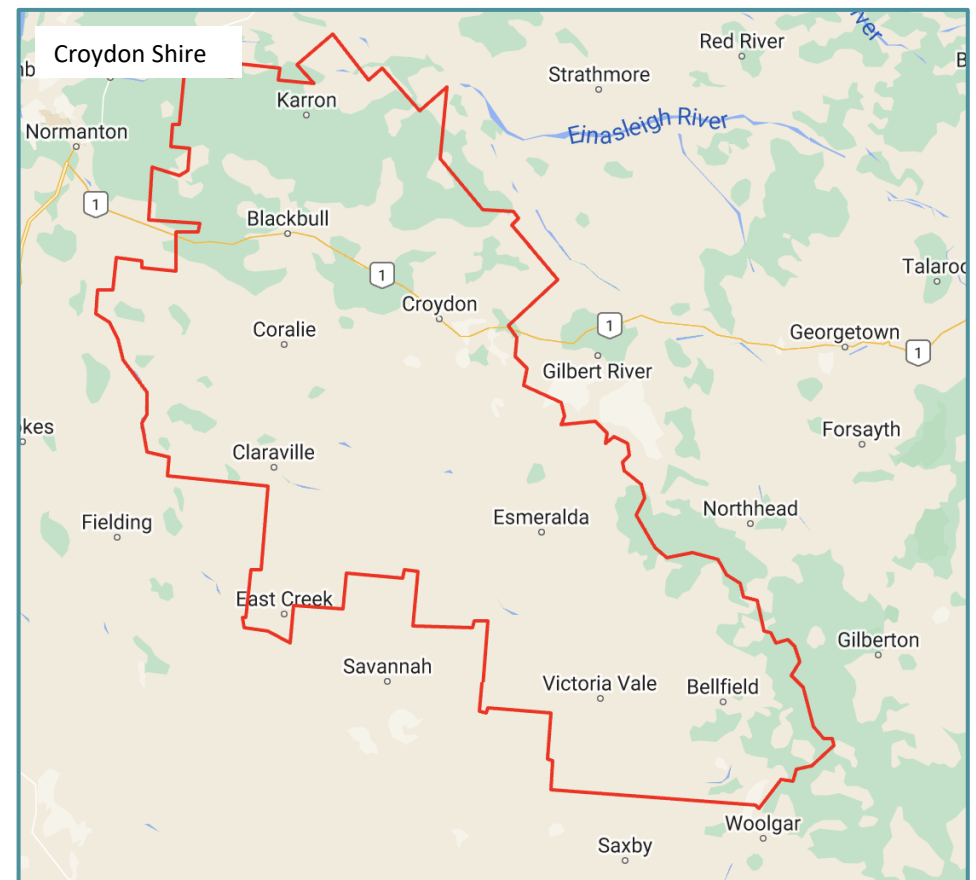 Croydon Shire
Red River
Strathmore
Karron
Einasleigh River
Normanton
1
Blackbull
1
Talaroo
Croydon
1
Georgetown
1
Coralie
Gilbert River
Forsayth
Claraville
Northhead
Esmeralda
Fielding
East Creek
Gilberton
Savannah
Victoria Vale
Bellfield
Woolgar
Saxby